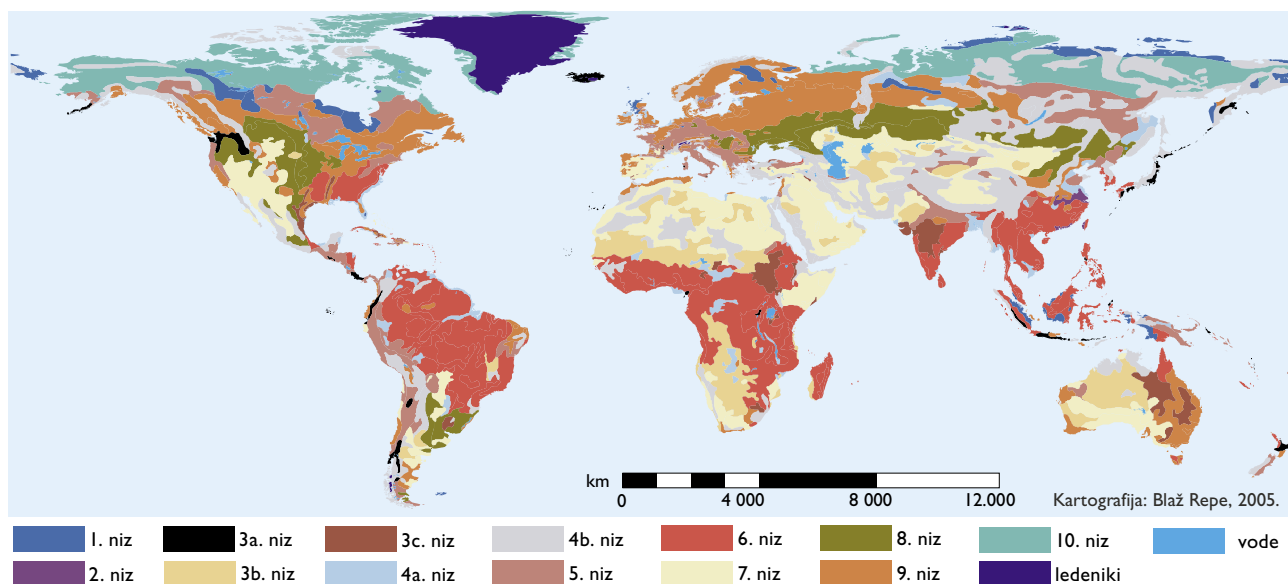 km
0 4 000 8 000 12.000
Kartografija: Blaž Repe, 2005.
1. niz 3a. niz 3c. niz 4b. niz 6. niz 8. niz 10. niz vode
2. niz 3b. niz 4a. niz 5. niz 7. niz 9. niz ledeniki